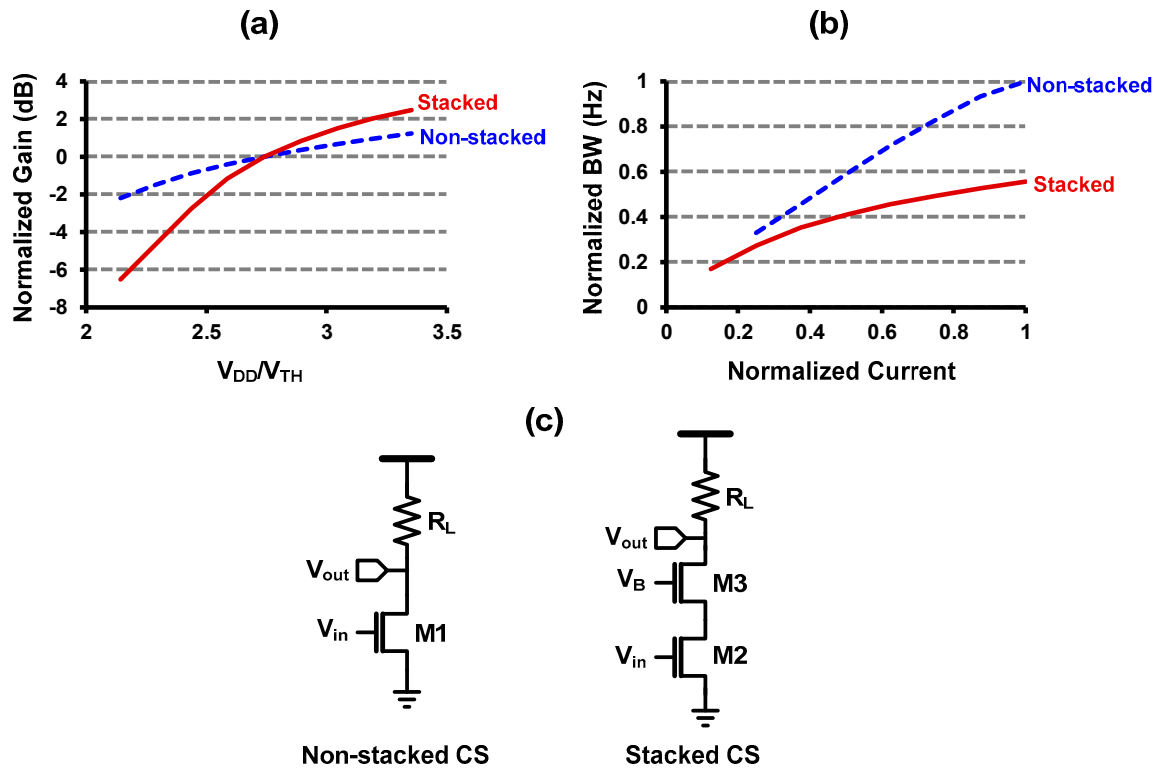 (a)
Normalized Gain (dB)
4
2
0
-2
-4
-6
-8
2
2.5
3
3.5
Stacked
Non-stacked
VDD/VTH
(b)
Normalized BW (Hz)
1
0.8
0.6
0.4
0.2
0
0
0.2
0.4
0.6
0.8
1
Non-stacked
Stacked
Normalized Current
(c)
RL
Vout
Vin
M1
Non-stacked CS
RL
Vout
VB
M3
Vin
M2
Stacked CS